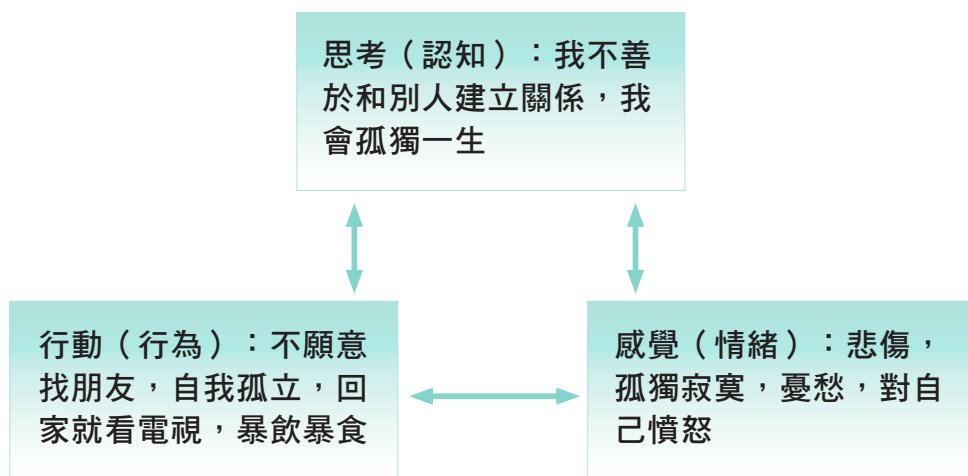 思考（認知）：我不善
於和別人建立關係，我
會孤獨一生
行動（行為）：不願意
找朋友，自我孤立，回
家就看電視，暴飲暴食
感覺（情緒）：悲傷，
孤獨寂寞，憂愁，對自
己憤怒